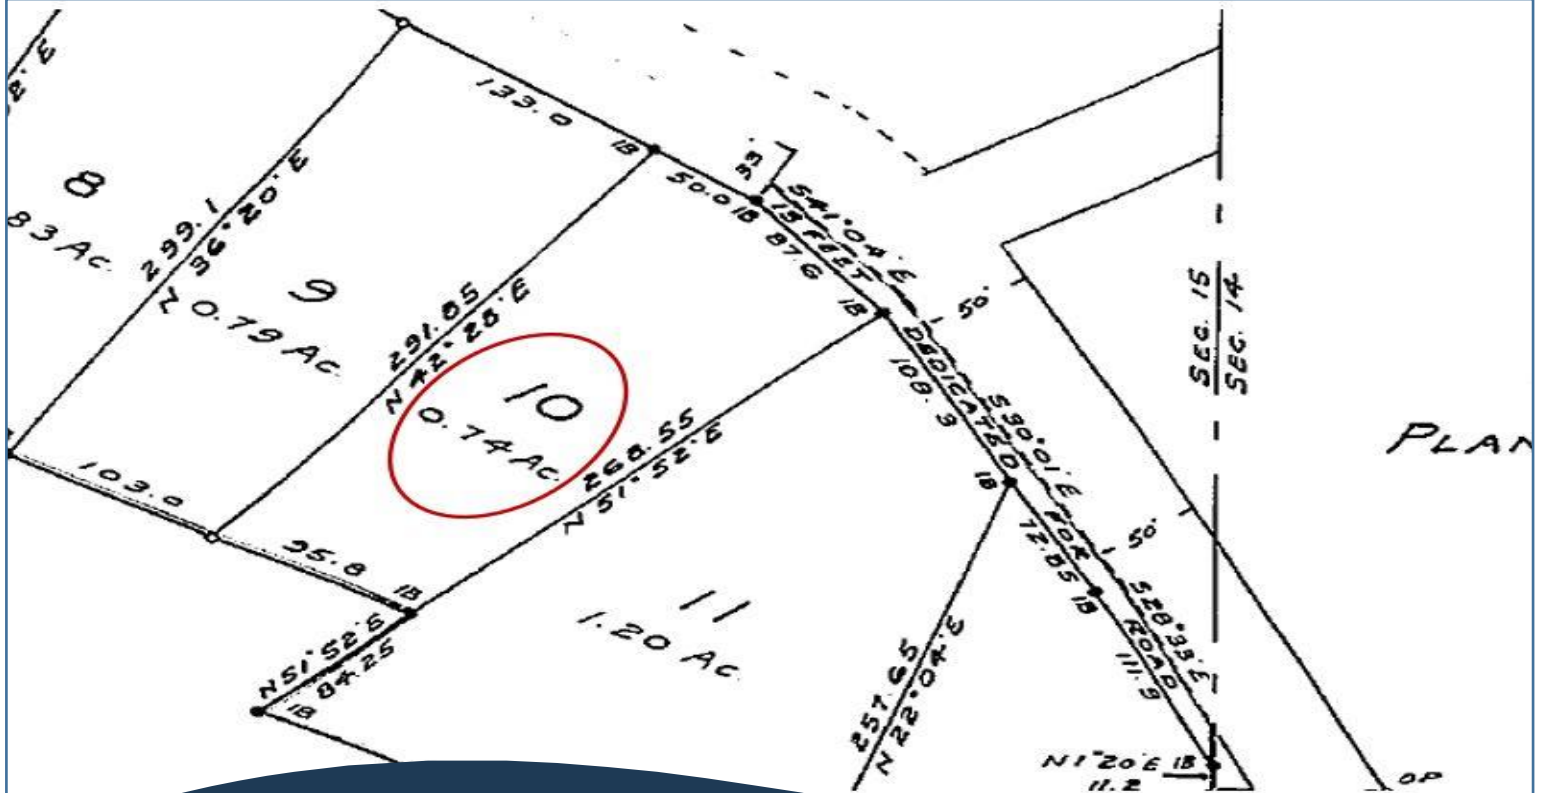 133.0
IB
50.0
IB
33'
S41°04'E
15 FEET
87.6
IB
8
83 Ac.
299.1
N 36°20'E
9
0.79 Ac.
291.85
N 42°28'E
10
0.74 Ac.
268.55
N 51°52'E
DEDICATED
108.3
S30°01'E
50'
SEC. 15
SEC. 14
PLAN
103.0
95.8
IB
IB
FOR
72.85
IB
50'
S28°33'E
ROAD
111.9
11
1.20 Ac.
N51°52'E
84.25
IB
257.65
N 22°04'E
N1°20'E
IB
11.2
OP